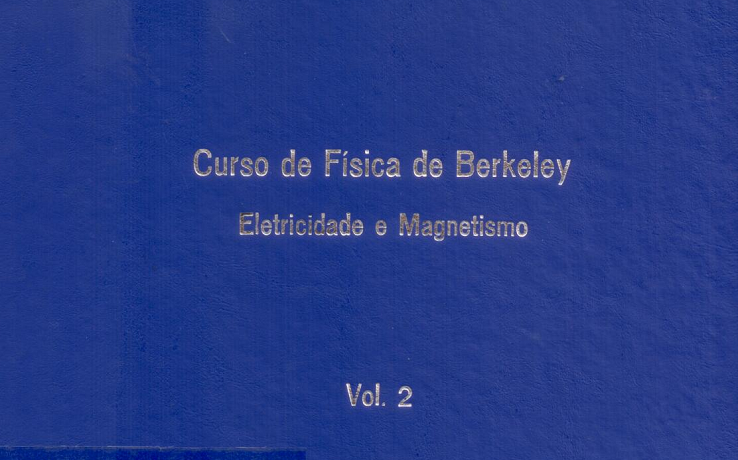 Curso de Física de Berkeley
Eletricidade e Magnetismo
Vol. 2